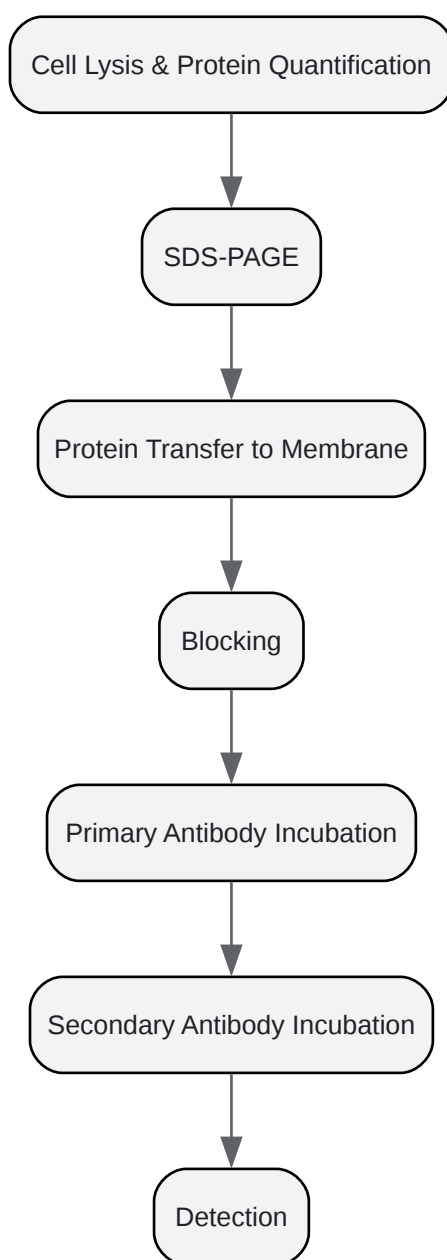 Cell Lysis & Protein Quantification
SDS-PAGE
Protein Transfer to Membrane
Blocking
Primary Antibody Incubation
Secondary Antibody Incubation
Detection